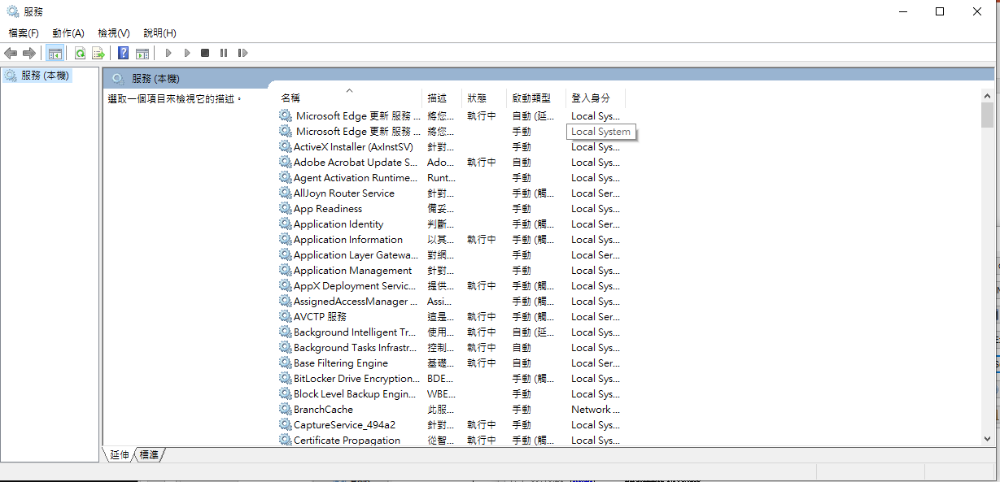 服務
檔案(F) 動作(A) 檢視(V) 說明(H)
服務 (本機)
服務 (本機)
選取一個項目來檢視它的描述。
名稱 描述 狀態 啟動類型 登入身分
Microsoft Edge 更新 服務 ... 將您... 執行中 自動 (延... Local Sys...
Microsoft Edge 更新 服務 ... 將您... 手動 Local System
ActiveX Installer (AxInstSV) 針對... 手動 Local Sys...
Adobe Acrobat Update S... Ado... 執行中 自動 Local Sys...
Agent Activation Runtime... Runt... 手動 Local Sys...
AllJoyn Router Service 針對... 手動 (觸... Local Ser...
App Readiness 備妥... 手動 Local Sys...
Application Identity 判斷... 手動 (觸... Local Ser...
Application Information 以其... 執行中 手動 (觸... Local Sys...
Application Layer Gatewa... 對網... 手動 Local Ser...
Application Management 針對... 手動 Local Sys...
AppX Deployment Servic... 提供... 執行中 手動 (觸... Local Sys...
AssignedAccessManager ... Assi... 手動 (觸... Local Sys...
AVCTP 服務 這是... 執行中 手動 (觸... Local Ser...
Background Intelligent Tr... 使用... 執行中 自動 (延... Local Sys...
Background Tasks Infrastr... 控制... 執行中 自動 Local Sys...
Base Filtering Engine 基礎... 執行中 自動 Local Ser...
BitLocker Drive Encryption... BDE... 手動 (觸... Local Sys...
Block Level Backup Engin... WBE... 手動 Local Sys...
BranchCache 此服... 手動 Network ...
CaptureService_494a2 針對... 執行中 手動 Local Sys...
Certificate Propagation 從智... 執行中 手動 (觸... Local Sys...
延伸 標準